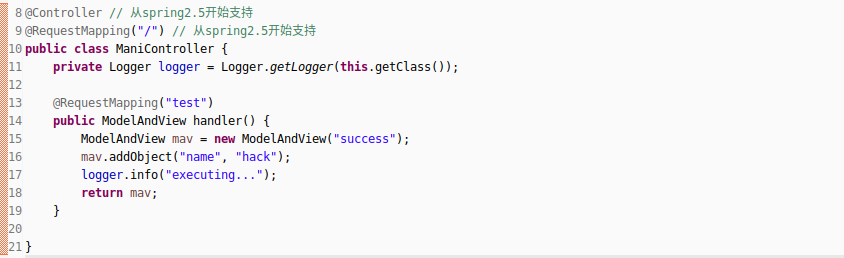 8 @Controller // 从spring2.5开始支持
9 @RequestMapping("/") // 从spring2.5开始支持
10 public class ManiController {
11     private Logger logger = Logger.getLogger(this.getClass());
12
13     @RequestMapping("test")
14     public ModelAndView handler() {
15         ModelAndView mav = new ModelAndView("success");
16         mav.addObject("name", "hack");
17         logger.info("executing...");
18         return mav;
19     }
20
21 }